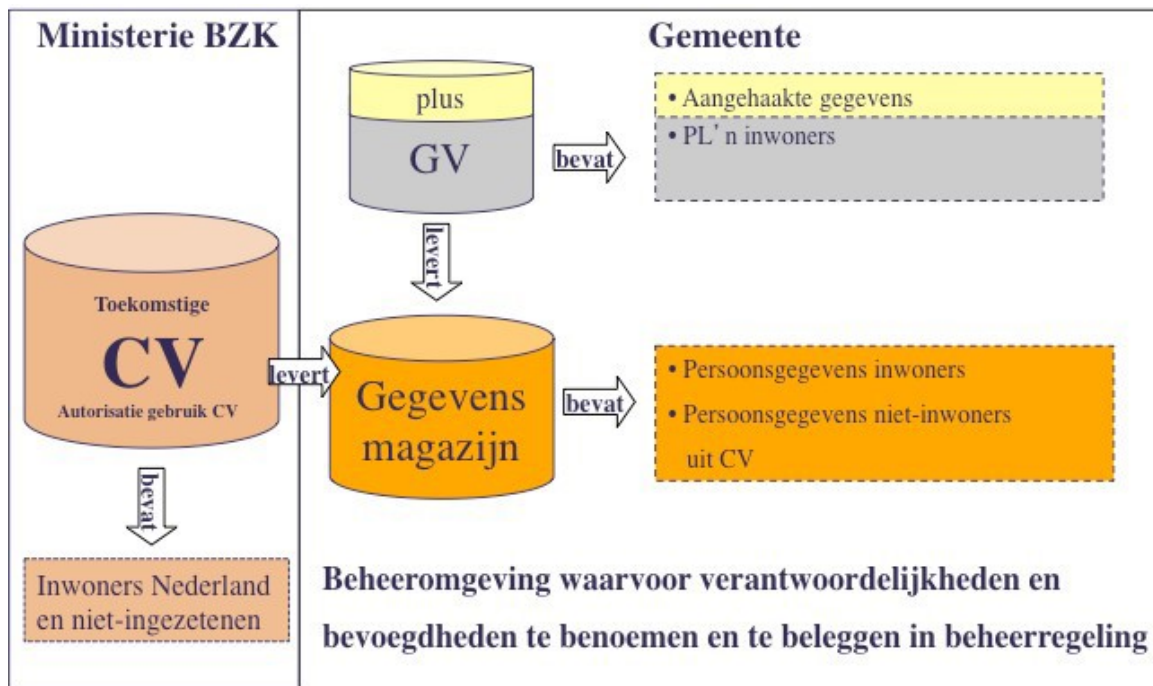 Ministerie BZK
Toekomstige
CV
Autorisatie gebruik CV
levert
bevat
Inwoners Nederland
en niet-ingezetenen
Gemeente
plus
GV
bevat
• Aangehaakte gegevens
• PL'n inwoners
levert
Gegevens
magazijn
bevat
• Persoonsgegevens inwoners
• Persoonsgegevens niet-inwoners
uit CV
Beheeromgeving waarvoor verantwoordelijkheden en
bevoegdheden te benoemen en te beleggen in beheerregeling